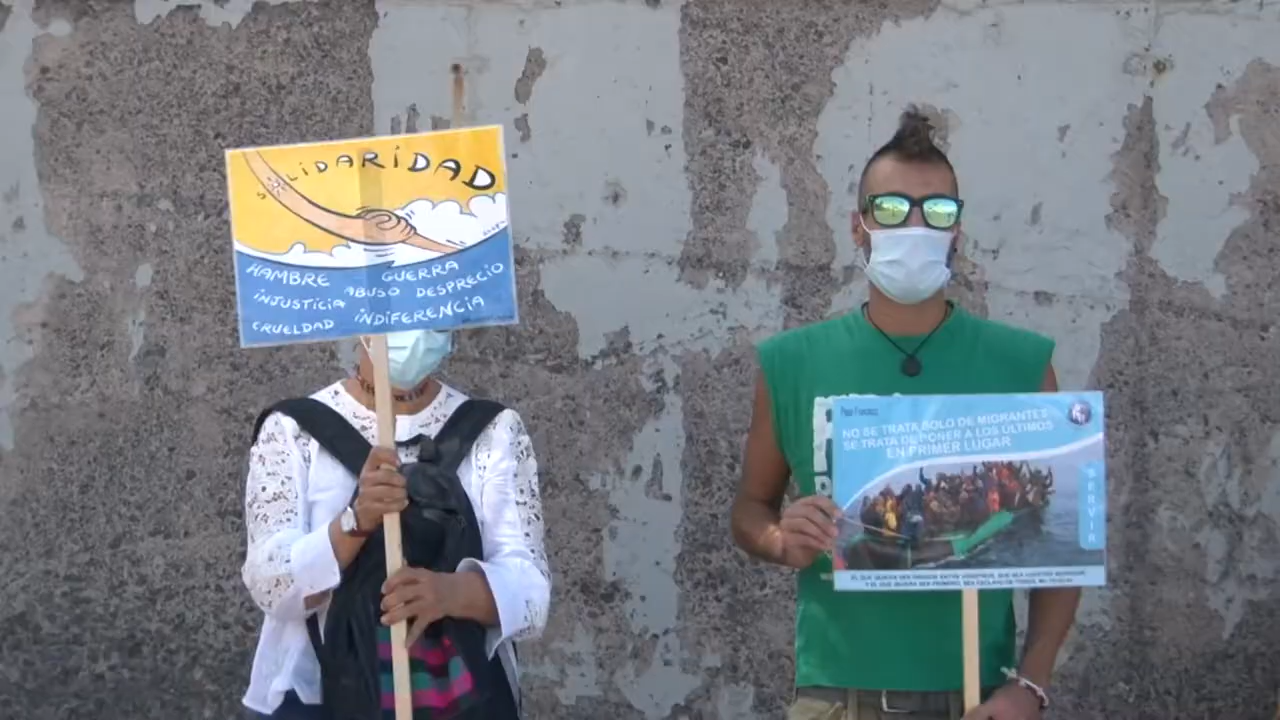 SOLIDARIDAD
HAMBRE GUERRA
INJUSTICIA ABUSO DESPRECIO
CRUELDAD INDIFERENCIA
Papa Francisco
NO SE TRATA SOLO DE MIGRANTES
SE TRATA DE PONER A LOS ÚLTIMOS
EN PRIMER LUGAR
SERVIR